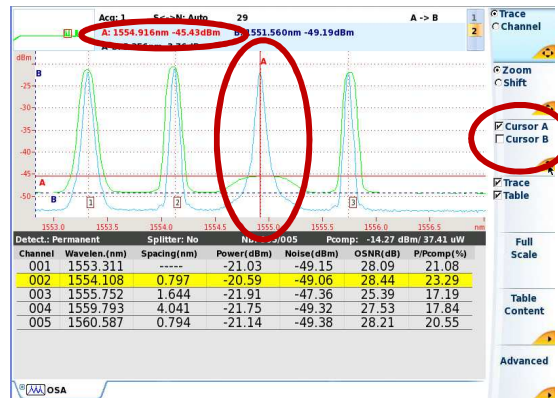 Acq: 1 S<->N: Auto 29 A -> B
A: 1554.916nm -45.43dBm B: 1551.560nm -49.19dBm
1
2
Trace
Channel
Zoom
Shift
Cursor A
Cursor B
Trace
Table
Full
Scale
Table
Content
Advanced
dBm
B
A
-25-
-30-
-35-
-40-
-45-
A
-50-
B
1
2
3
1553.0 1553.5 1554.0 1554.5 1555.0 1555.5 1556.0 1556.5 nm
Detect.: Permanent Splitter: No Pcomp: -14.27 dBm/ 37.41 uW
Channel Wavelen.(nm) Spacing(nm) Power(dBm) Noise(dBm) OSNR(dB) P/Pcomp(%)
001 1553.311 ----- -21.03 -49.15 28.09 21.08
002 1554.108 0.797 -20.59 -49.06 28.44 23.29
003 1555.752 1.644 -21.91 -47.36 25.39 17.19
004 1559.793 4.041 -21.75 -49.32 27.53 17.84
005 1560.587 0.794 -21.14 -49.38 28.21 20.55
OSA